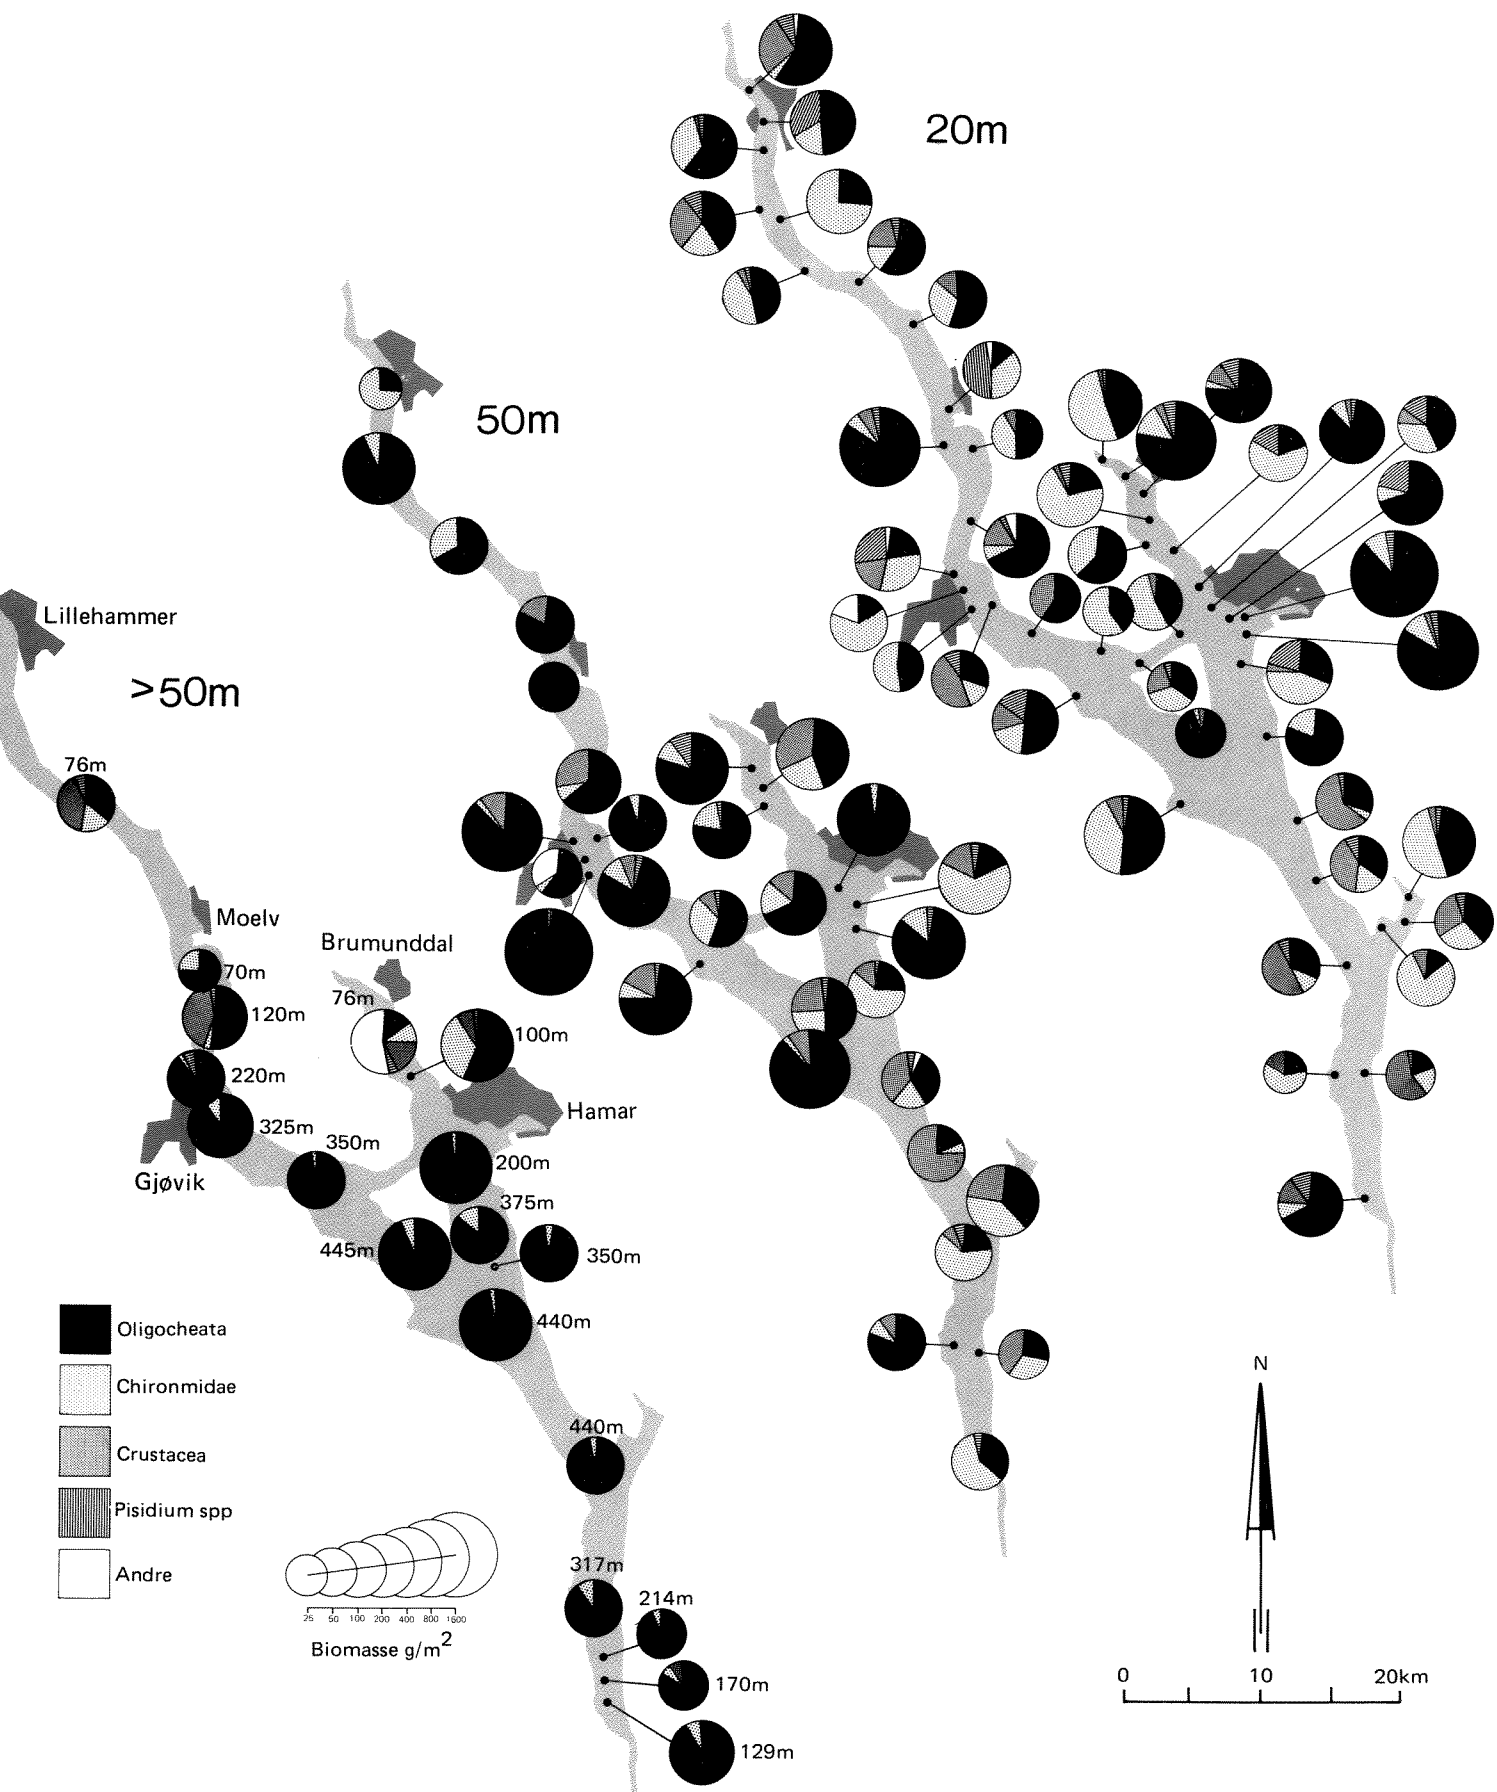 20m
50m
Lillehammer
>50m
76m
Moelv
Brumunddal
70m
76m
120m
100m
220m
Hamar
325m
350m
200m
Gjøvik
375m
445m
350m
440m
Oligocheata
Chironmidae
Crustacea
Pisidium spp
Andre
25 50 100 200 400 800 1600
Biomasse g/m2
440m
317m
214m
170m
129m
N
0 10 20km